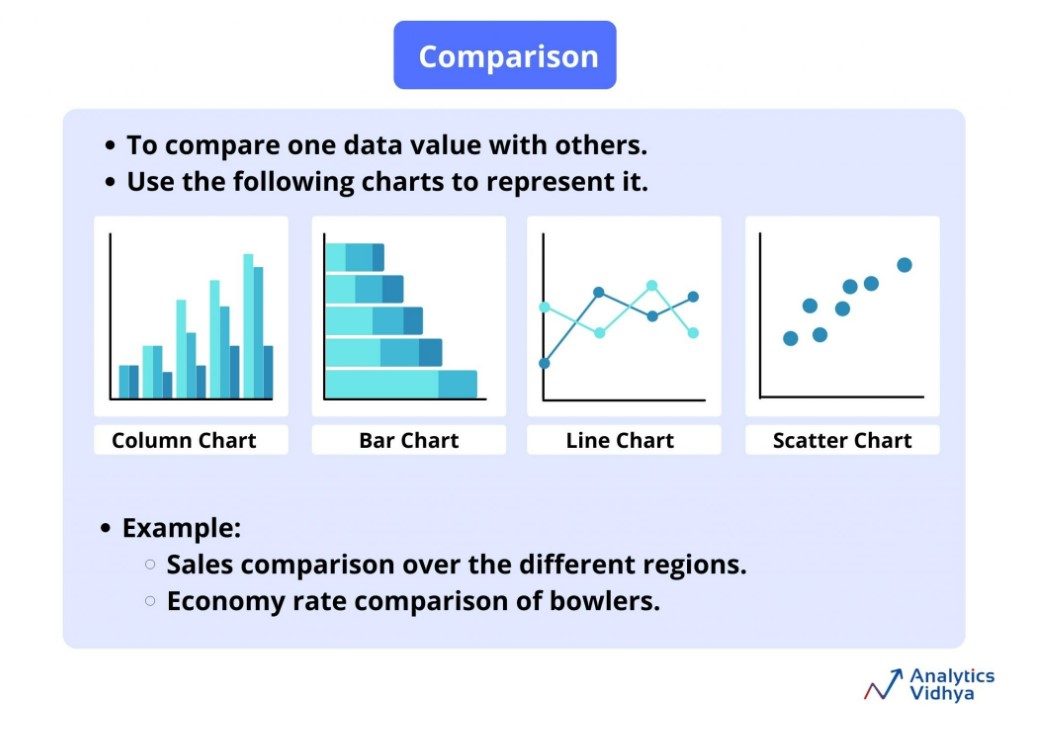 Comparison
• To compare one data value with others.
• Use the following charts to represent it.
Column Chart
Bar Chart
Line Chart
Scatter Chart
• Example:
○ Sales comparison over the different regions.
○ Economy rate comparison of bowlers.
Analytics
Vidhya